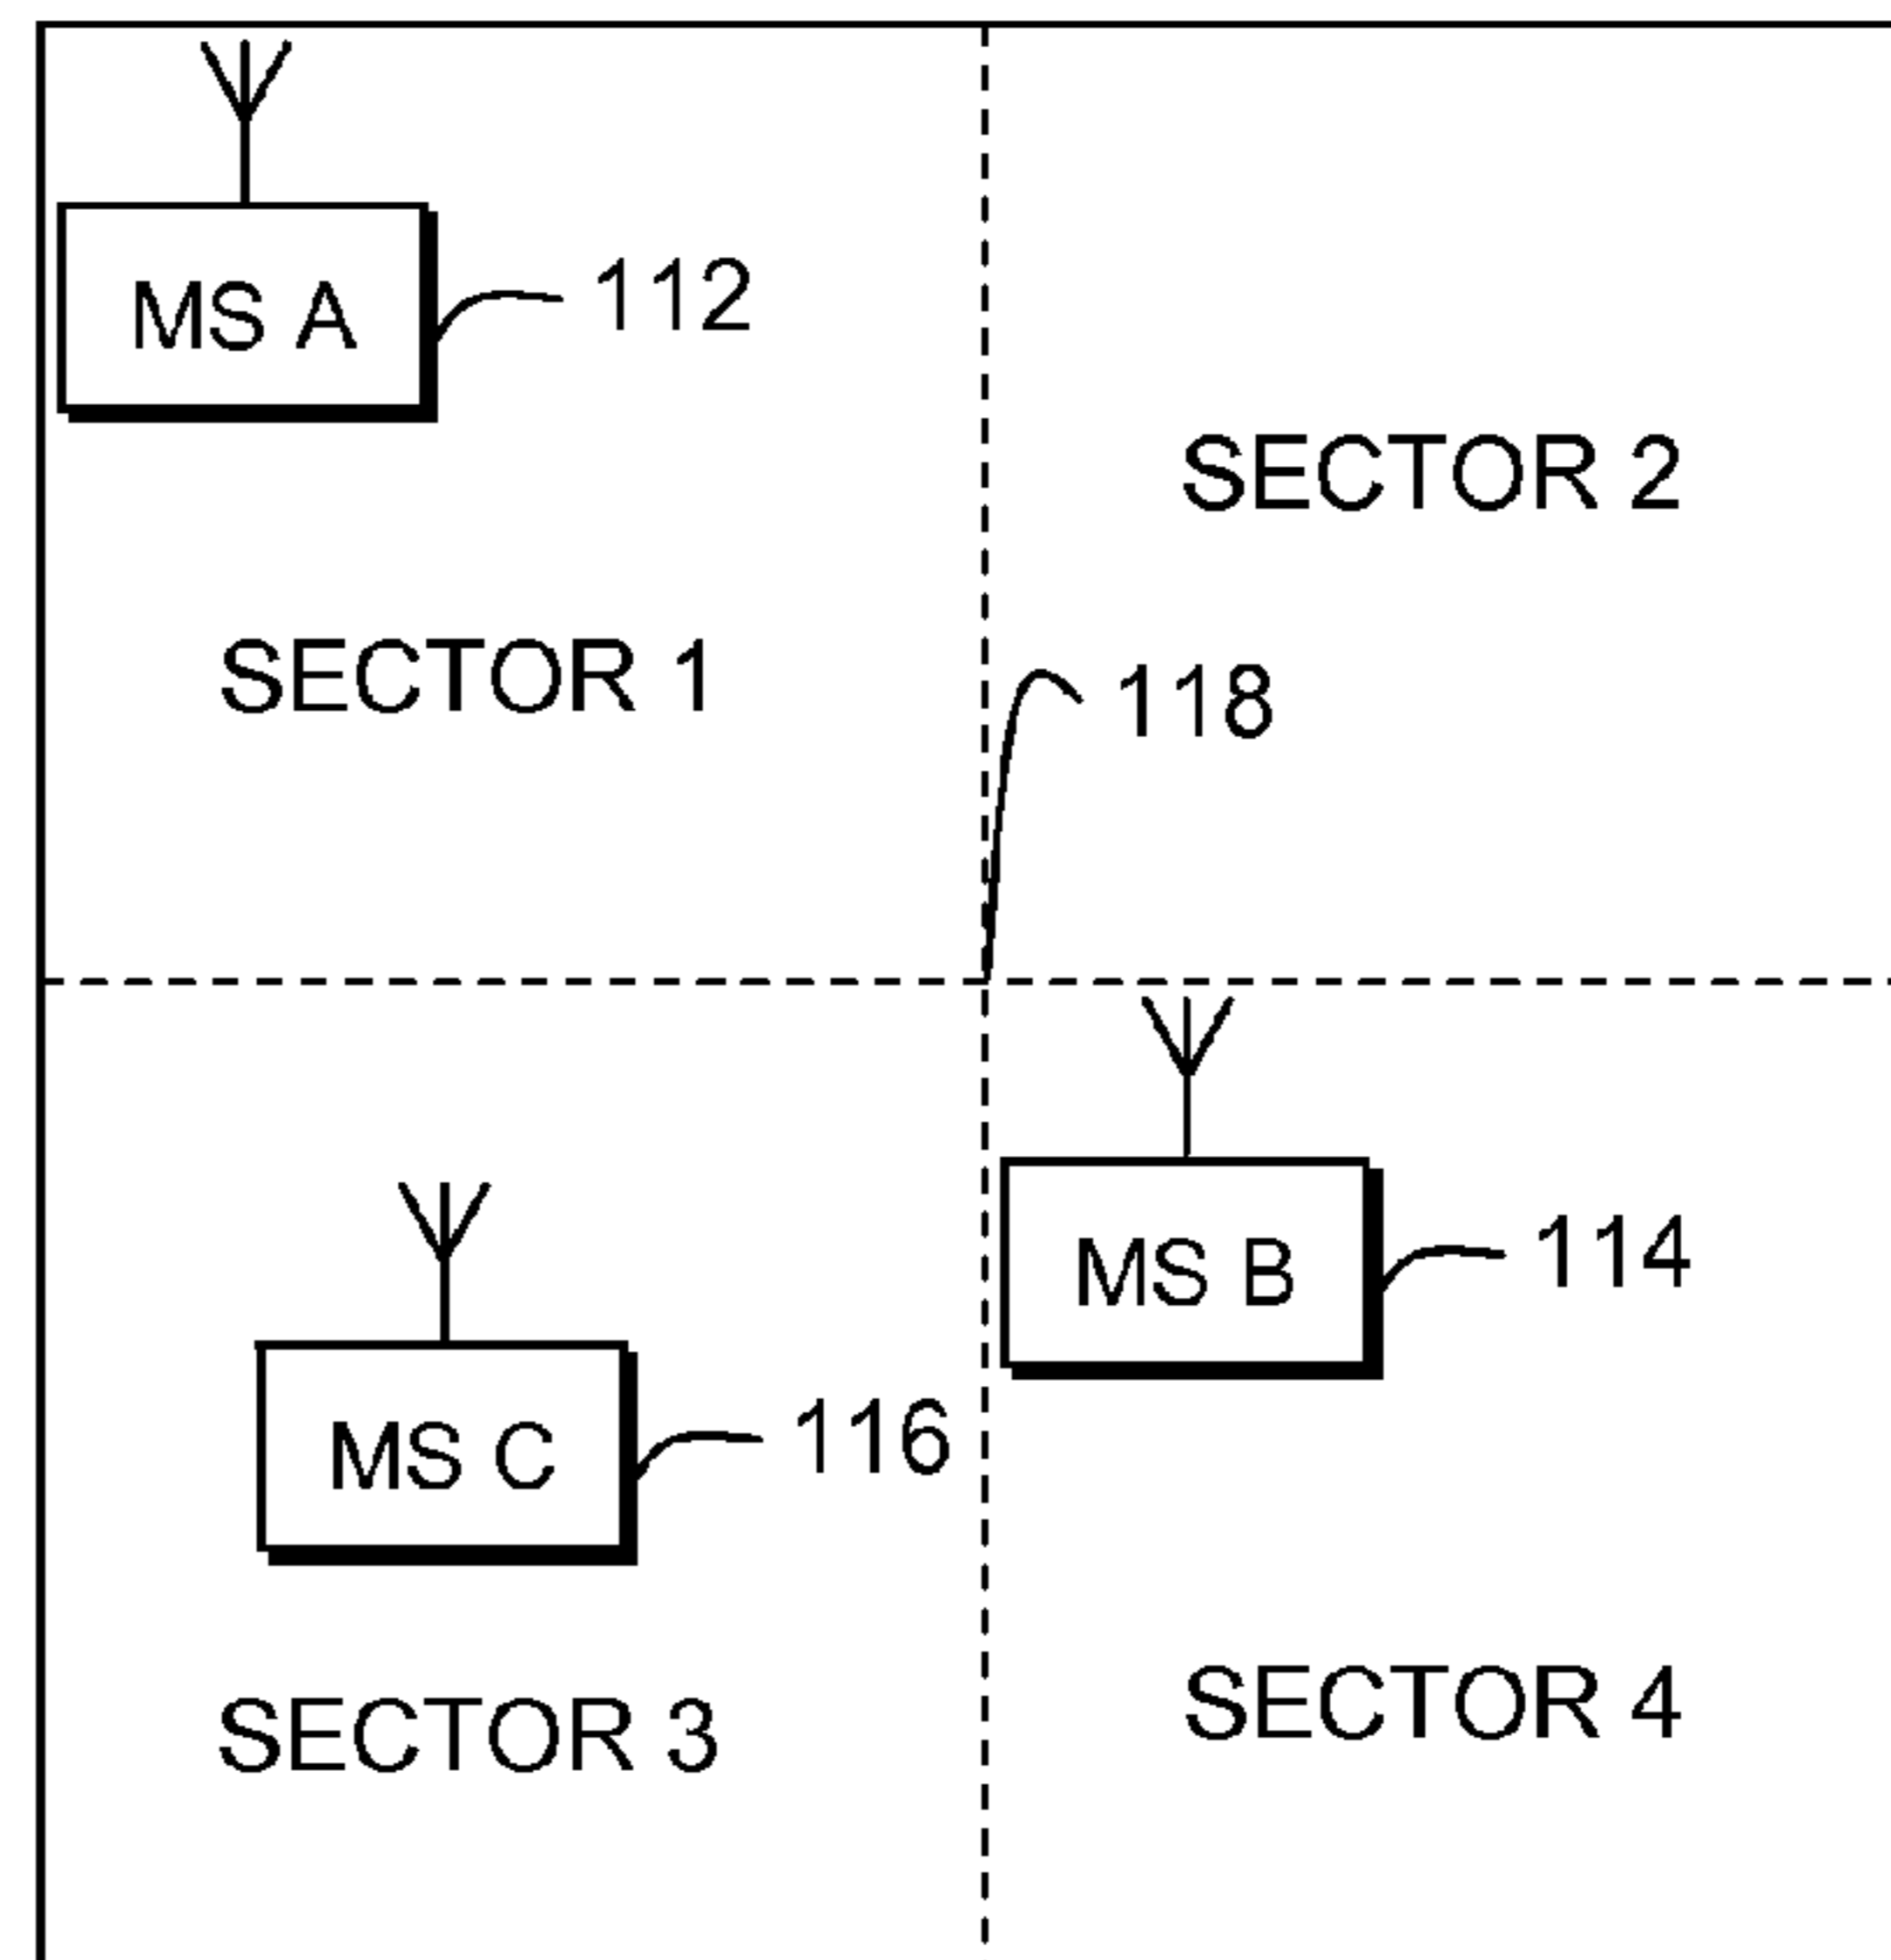 112
MS A
SECTOR 2
SECTOR 1
118
MS B
114
MS C
116
SECTOR 3
SECTOR 4